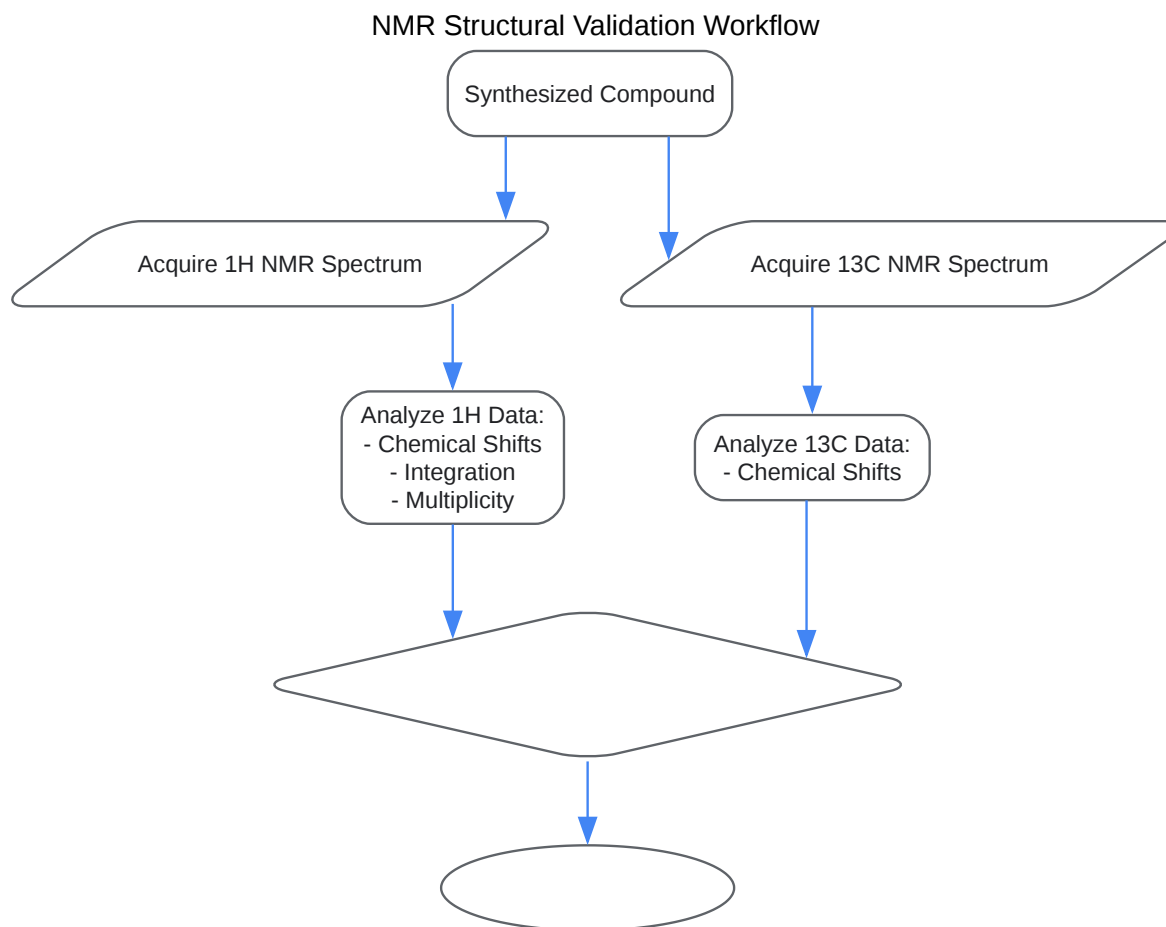 NMR Structural Validation Workflow
Synthesized Compound
Acquire 1H NMR Spectrum
Acquire 13C NMR Spectrum
Analyze 1H Data:
- Chemical Shifts
- Integration
- Multiplicity
Analyze 13C Data:
- Chemical Shifts